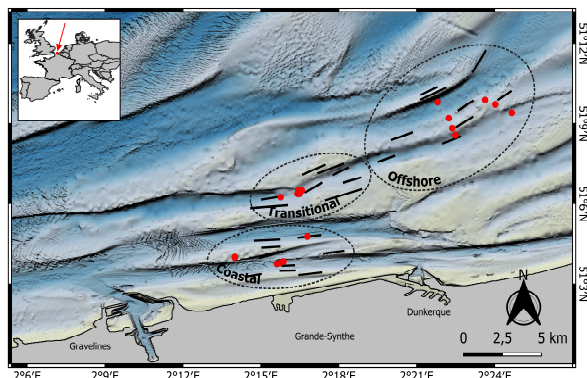 51°12'N
51°9'N
Offshore
51°6'N
Transitional
Coastal
51°3'N
N
Dunkerque
Grande-Synthe
Gravelines
0 2,5 5 km
2°6'E 2°9'E 2°12'E 2°15'E 2°18'E 2°21'E 2°24'E